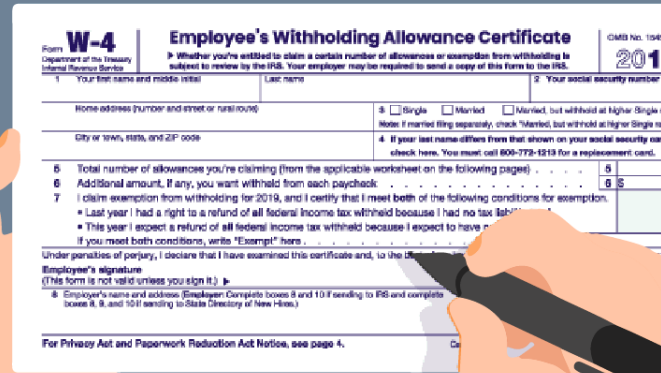 Form W-4
Department of the Treasury
Internal Revenue Service
Employee's Withholding Allowance Certificate
▶ Whether you're entitled to claim a certain number of allowances or exemption from withholding is
subject to review by the IRS. Your employer may be required to send a copy of this form to the IRS.
OMB No. 154
201
1 Your first name and middle initial
Last name
2 Your social security number
Home address (number and street or rural route)
3 Single Married Married, but withhold at higher Single
Note: If married filing separately, check "Married, but withhold at higher Single
City or town, state, and ZIP code
4 If your last name differs from that shown on your social security
check here. You must call 800-772-1213 for a replacement card.
5 Total number of allowances you're claiming (from the applicable worksheet on the following pages) . . . . 5
6 Additional amount, if any, you want withheld from each paycheck . . . . . . . . . . . . 6 $
7 I claim exemption from withholding for 2019, and I certify that I meet both of the following conditions for exemption.
• Last year I had a right to a refund of all federal income tax withheld because I had no tax
• This year I expect a refund of all federal income tax withheld because I expect to have
If you meet both conditions, write "Exempt" here . . . . . . . . . . .
Under penalties of perjury, I declare that I have examined this certificate and, to the
Employee's signature
(This form is not valid unless you sign it.) ▶
8 Employer's name and address (Employer: Complete boxes 8 and 10 if sending to IRS and complete
boxes 8, 9, and 10 if sending to State Directory of New Hires.)
For Privacy Act and Paperwork Reduction Act Notice, see page 4.